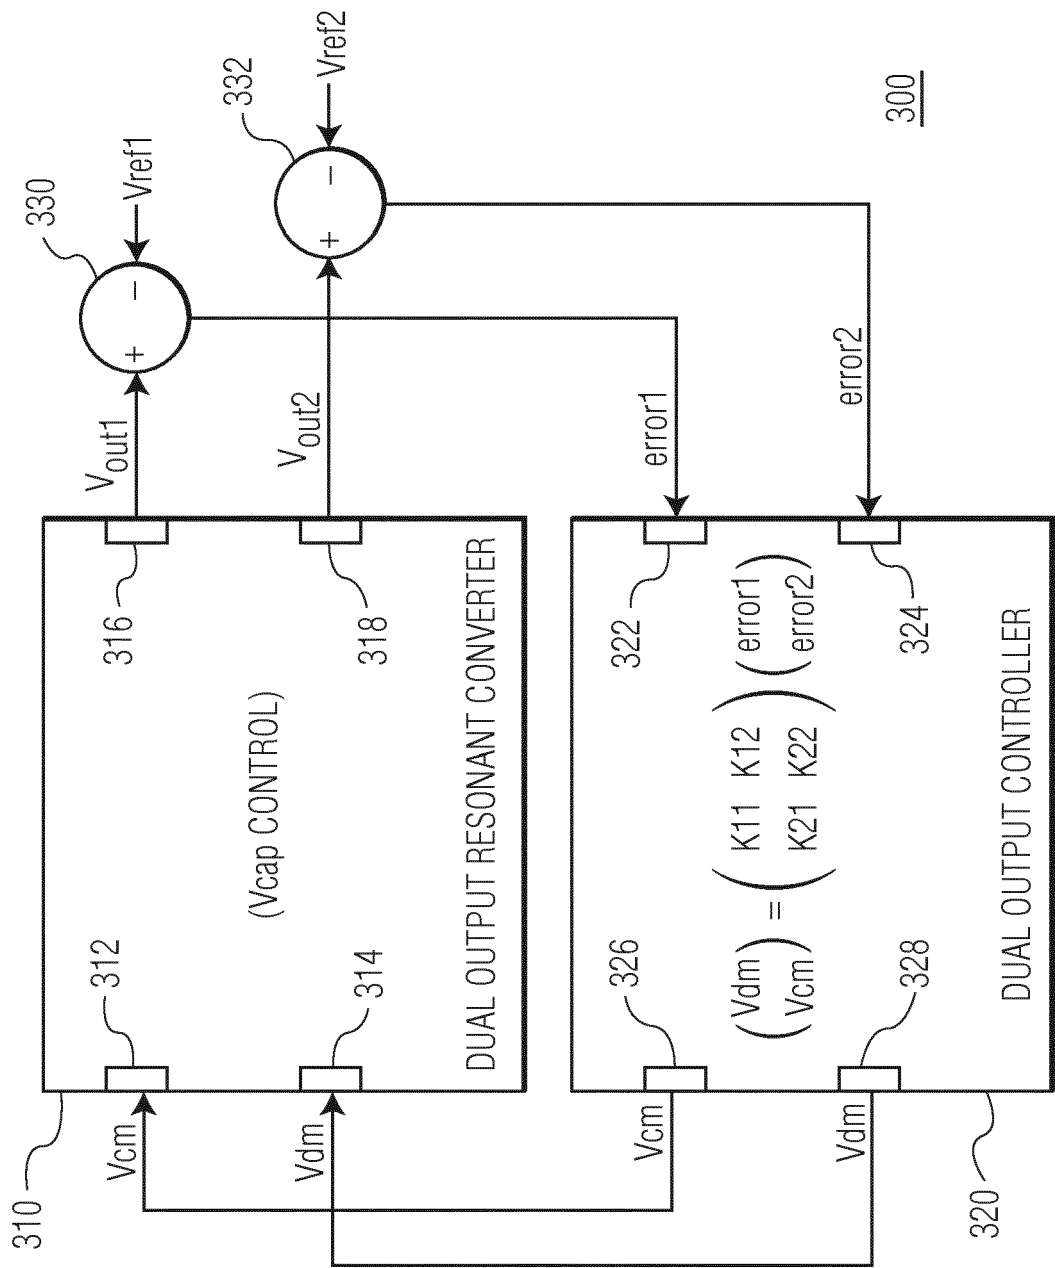 300
310
Vcm
312
316
V out1
330
Vref1
(Vcap CONTROL)
Vdm
314
318
V out2
332
Vref2
DUAL OUTPUT RESONANT CONVERTER
+
−
+
−
320
Vcm
326
322
error1
(Vdm Vcm) = (K11 K12 K21 K22) (error1 error2)
Vdm
328
324
error2
DUAL OUTPUT CONTROLLER